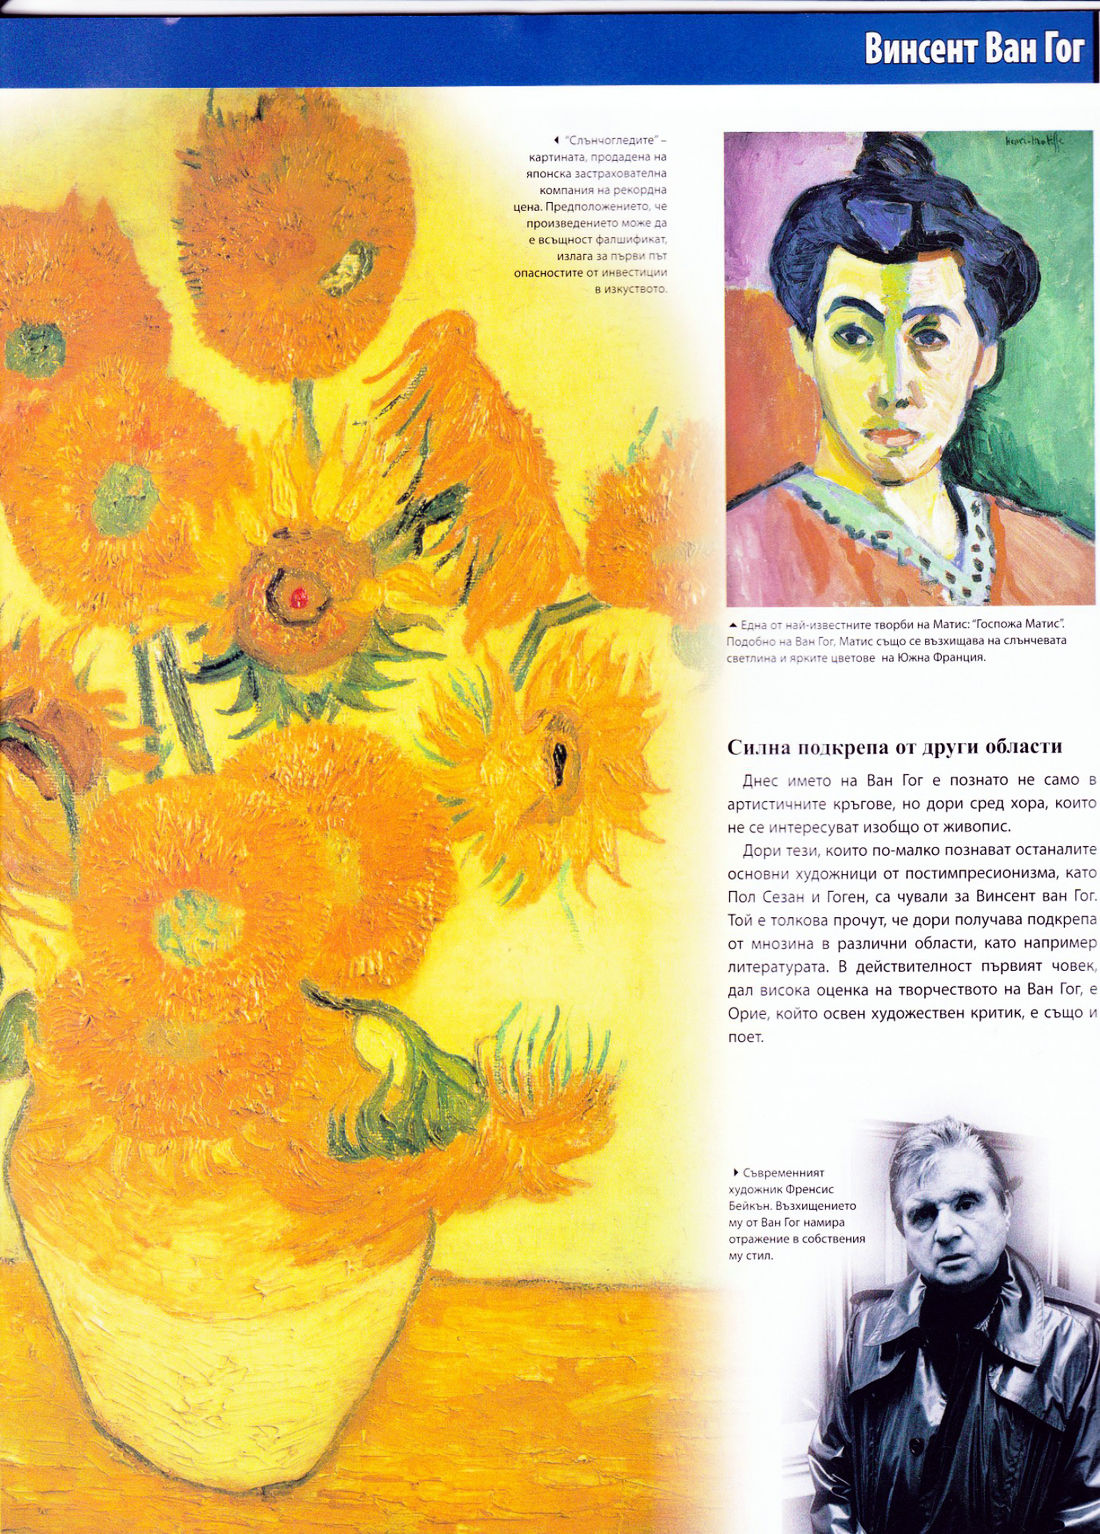 Винсент Ван Гог
"Слънчогледите" –
картината, продадена на
японска застрахователна
компания на рекордна
цена. Предположението, че
произведението може да
е всъщност фалшификат,
излага за първи път
опасностите от инвестиции
в изкуството.
Henri-Matisse
Една от най-известните творби на Матис: "Госпожа Матис".
Подобно на Ван Гог, Матис също се възхищава на слънчевата
светлина и ярките цветове на Южна Франция.
Силна подкрепа от други области
Днес името на Ван Гог е познато не само в
артистичните кръгове, но дори сред хора, които
не се интересуват изобщо от живопис.
Дори тези, които по-малко познават останалите
основни художници от постимпресионизма, като
Пол Сезан и Гоген, са чували за Винсент ван Гог.
Той е толкова прочут, че дори получава подкрепа
от мнозина в различни области, като например
литературата. В действителност първият човек,
дал висока оценка на творчеството на Ван Гог, е
Орие, който освен художествен критик, е също и
поет.
Съвременният
художник Френсис
Бейкън. Възхищението
му от Ван Гог намира
отражение в собствения
му стил.